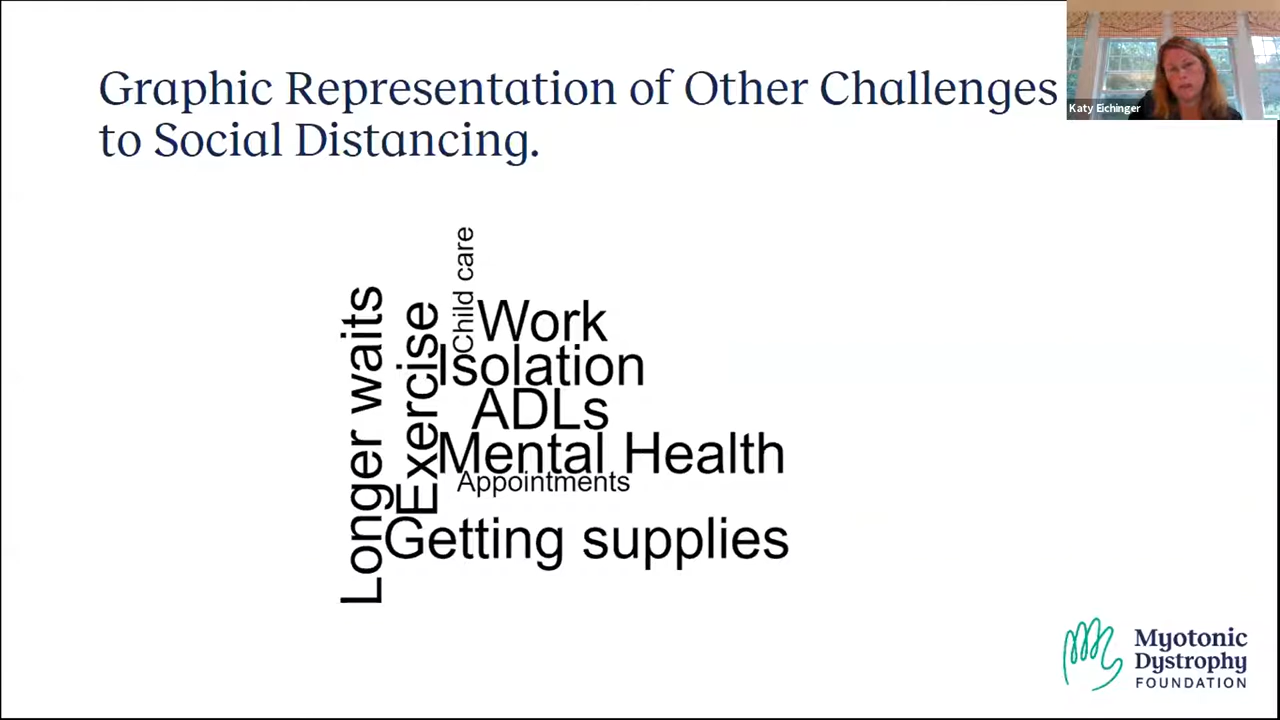 Graphic Representation of Other Challenges
to Social Distancing.
Katy Eichinger
Longer waits
Exercise
Child care
Work
Isolation
ADLs
Mental Health
Appointments
Getting supplies
Myotonic
Dystrophy
FOUNDATION